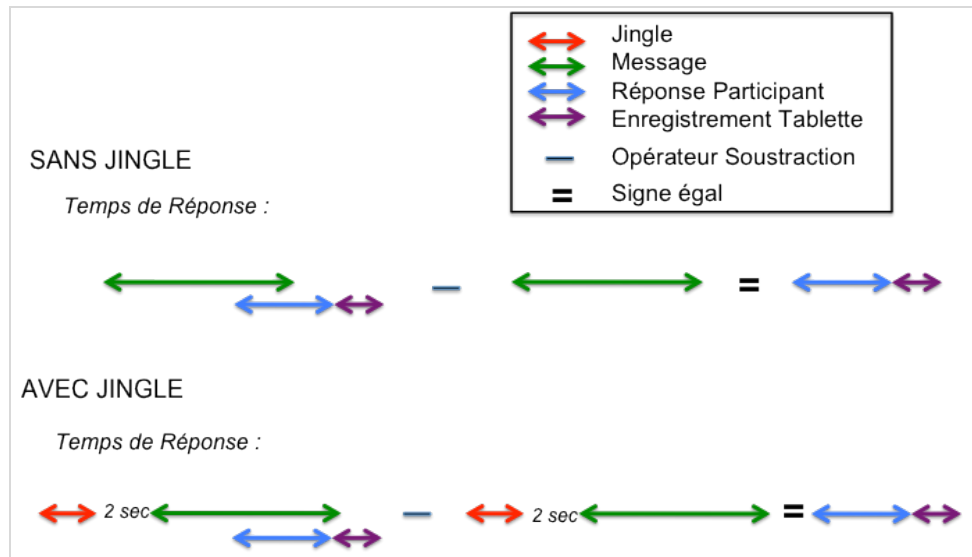 Jingle
Message
Réponse Participant
Enregistrement Tablette
Opérateur Soustraction
= Signe égal
SANS JINGLE
Temps de Réponse :
=
AVEC JINGLE
Temps de Réponse :
2 sec 2 sec =